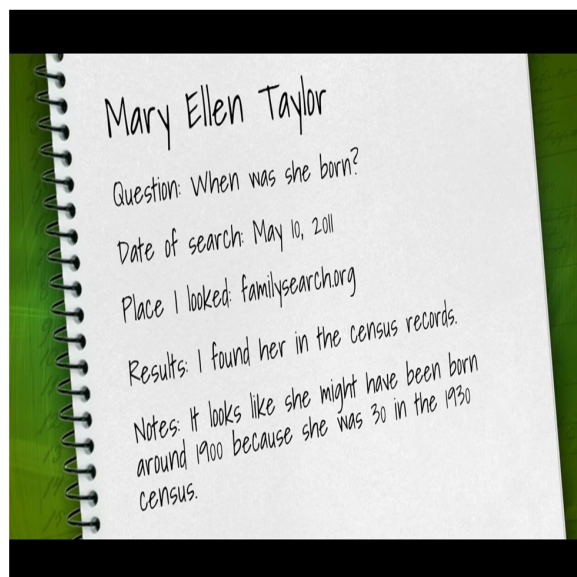 Mary Ellen Taylor
Question: When was she born?
Date of search: May 10, 2011
Place I looked: familysearch.org
Results: I found her in the census records.
Notes: It looks like she might have been born
around 1900 because she was 30 in the 1930
census.